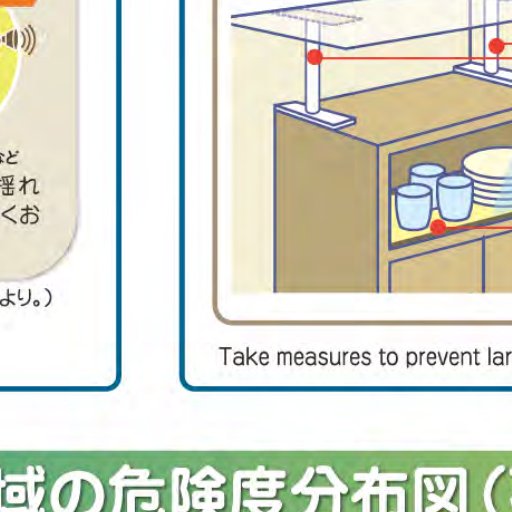 など
揺れ
くお
より。)
Take measures to prevent lar
域の危険度分布図(